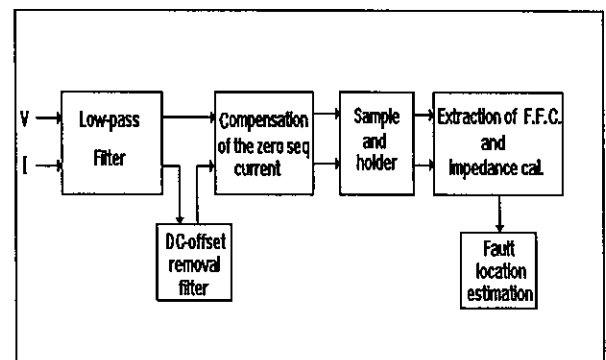 V
I
Low-pass
Filter
Compensation
of the zero seq
current
Sample
and
holder
Extraction of F.F.C.
and
Impedance cal.
DC-offset
removal
filter
Fault
location
estimation